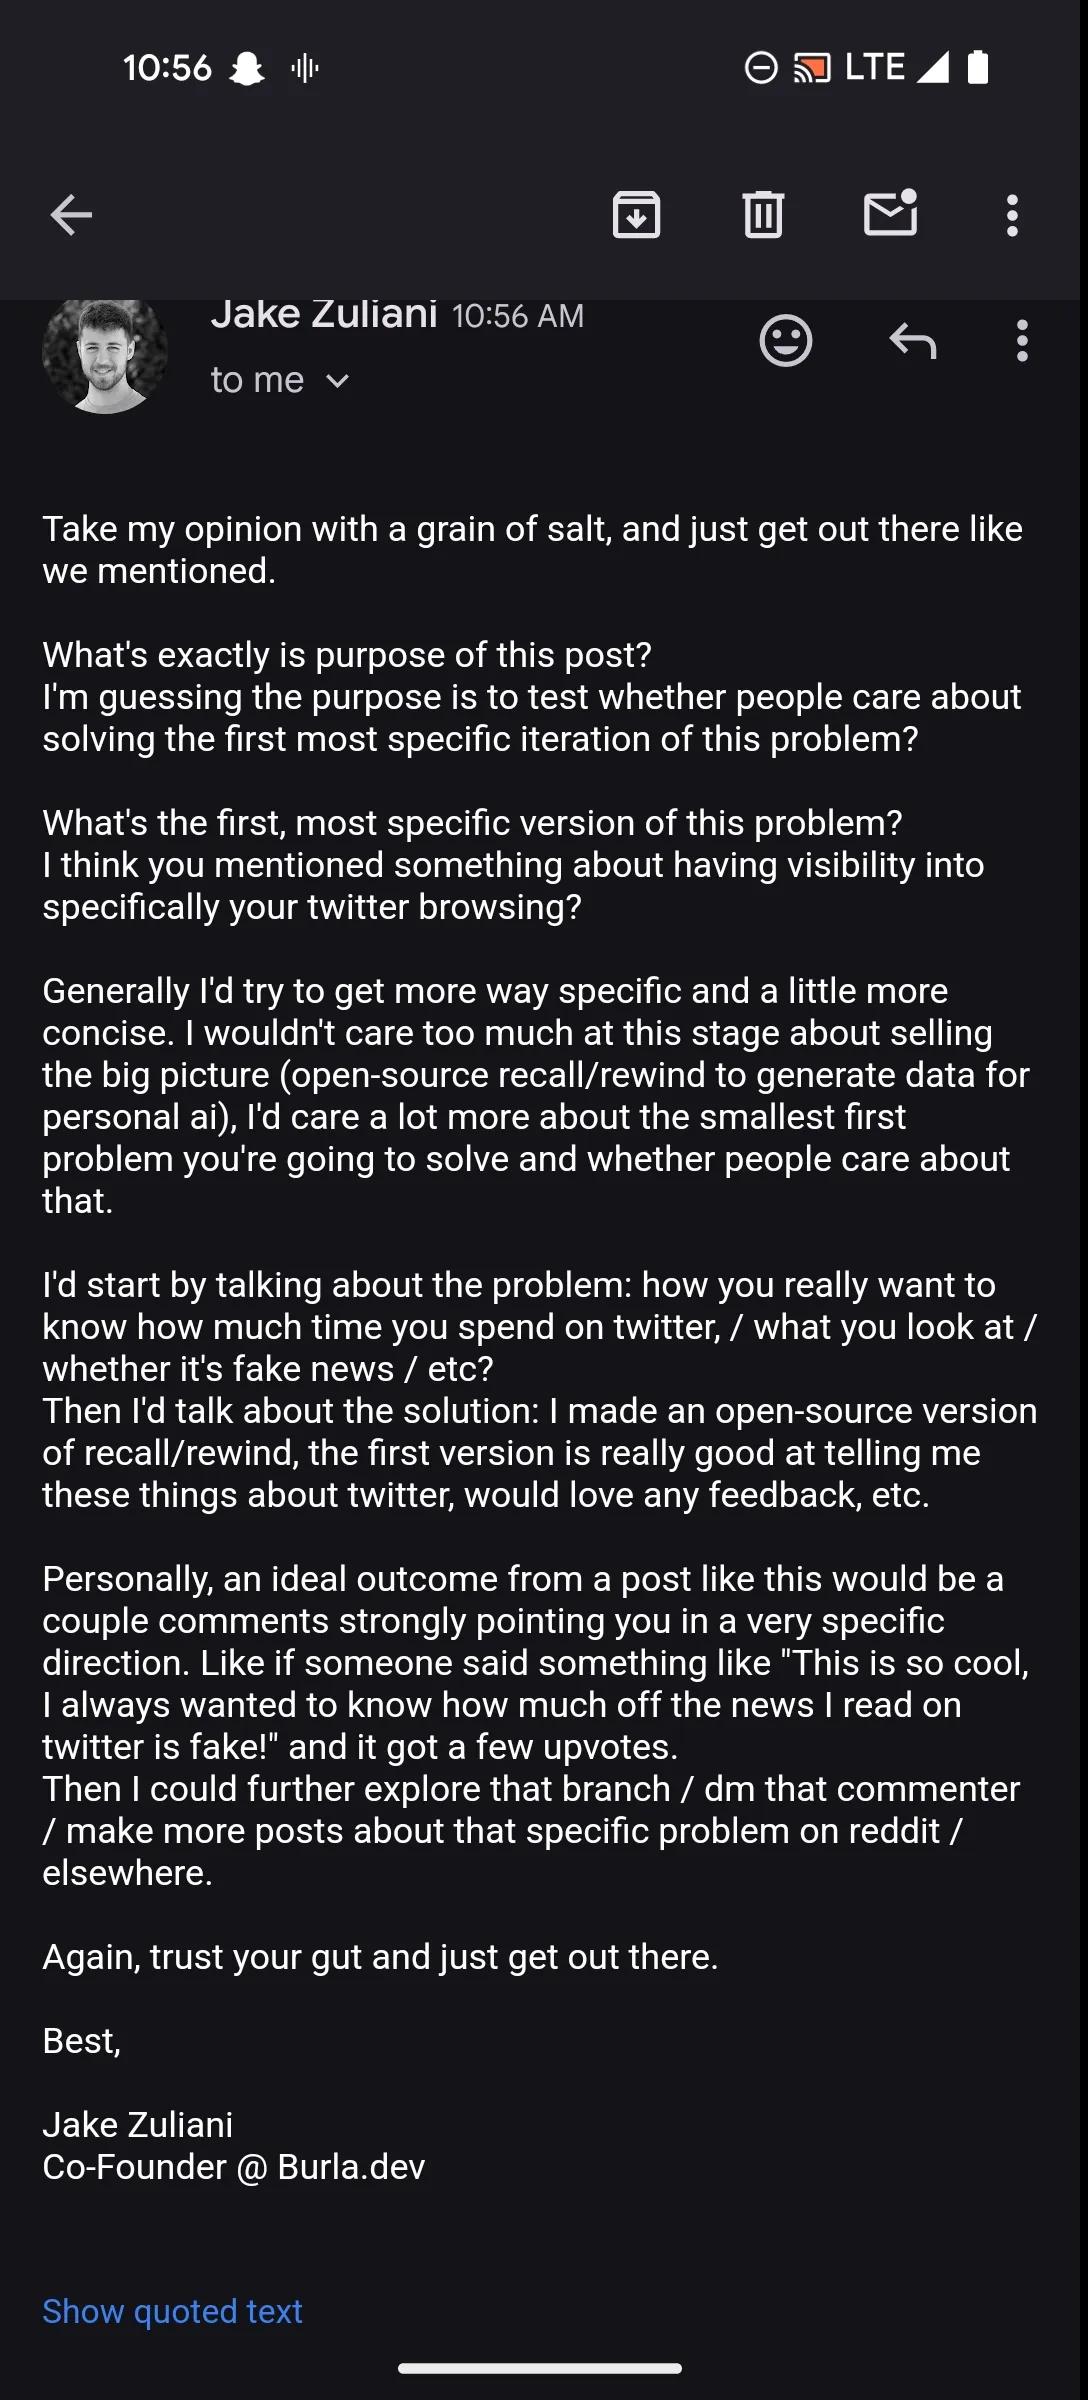 10:56 LTE
Jake Zuliani 10:56 AM
to me
Take my opinion with a grain of salt, and just get out there like
we mentioned.
What's exactly is purpose of this post?
I'm guessing the purpose is to test whether people care about
solving the first most specific iteration of this problem?
What's the first, most specific version of this problem?
I think you mentioned something about having visibility into
specifically your twitter browsing?
Generally I'd try to get more way specific and a little more
concise. I wouldn't care too much at this stage about selling
the big picture (open-source recall/rewind to generate data for
personal ai), I'd care a lot more about the smallest first
problem you're going to solve and whether people care about
that.
I'd start by talking about the problem: how you really want to
know how much time you spend on twitter, / what you look at /
whether it's fake news / etc?
Then I'd talk about the solution: I made an open-source version
of recall/rewind, the first version is really good at telling me
these things about twitter, would love any feedback, etc.
Personally, an ideal outcome from a post like this would be a
couple comments strongly pointing you in a very specific
direction. Like if someone said something like "This is so cool,
I always wanted to know how much off the news I read on
twitter is fake!" and it got a few upvotes.
Then I could further explore that branch / dm that commenter
/ make more posts about that specific problem on reddit /
elsewhere.
Again, trust your gut and just get out there.
Best,
Jake Zuliani
Co-Founder @ Burla.dev
Show quoted text